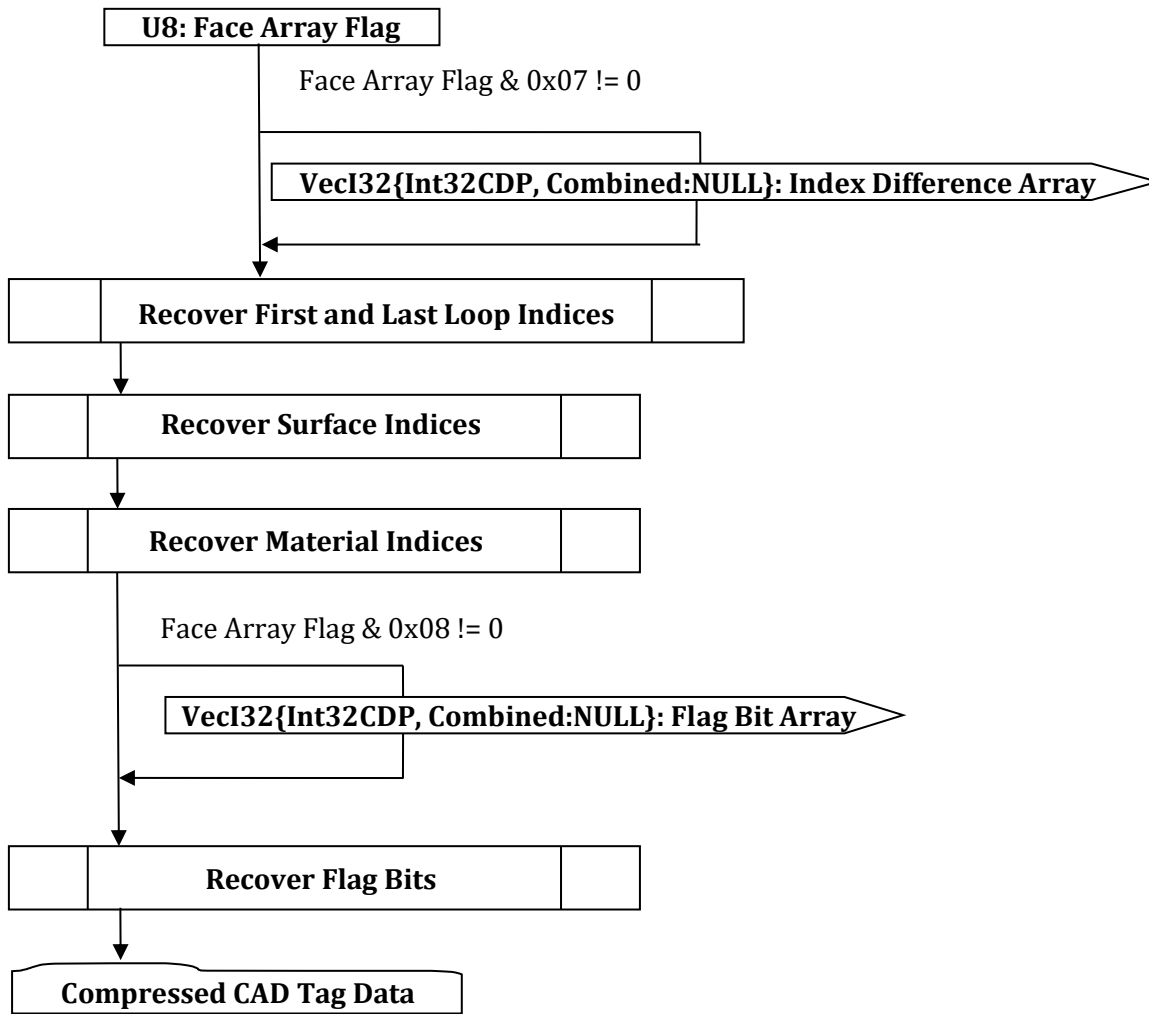 U8: Face Array Flag
Face Array Flag & 0x07 != 0
VecI32{Int32CDP, Combined:NULL}: Index Difference Array
Recover First and Last Loop Indices
Recover Surface Indices
Recover Material Indices
Face Array Flag & 0x08 != 0
VecI32{Int32CDP, Combined:NULL}: Flag Bit Array
Recover Flag Bits
Compressed CAD Tag Data